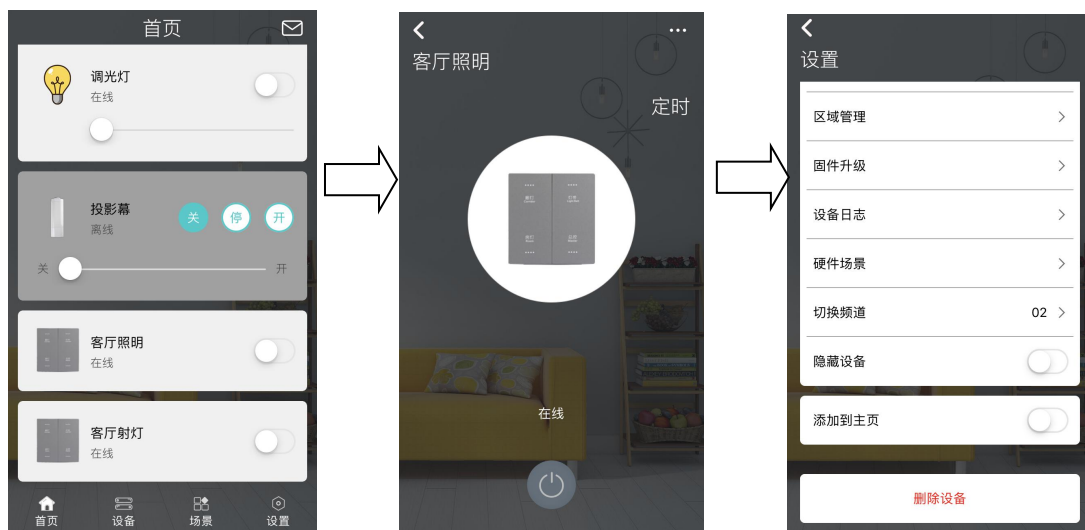 首页
调光灯
在线
投影幕
离线
关
停
开
关
开
客厅照明
在线
客厅射灯
在线
首页
设备
场景
设置
客厅照明
定时
在线
设置
区域管理
固件升级
设备日志
硬件场景
切换频道 02
隐藏设备
添加到主页
删除设备